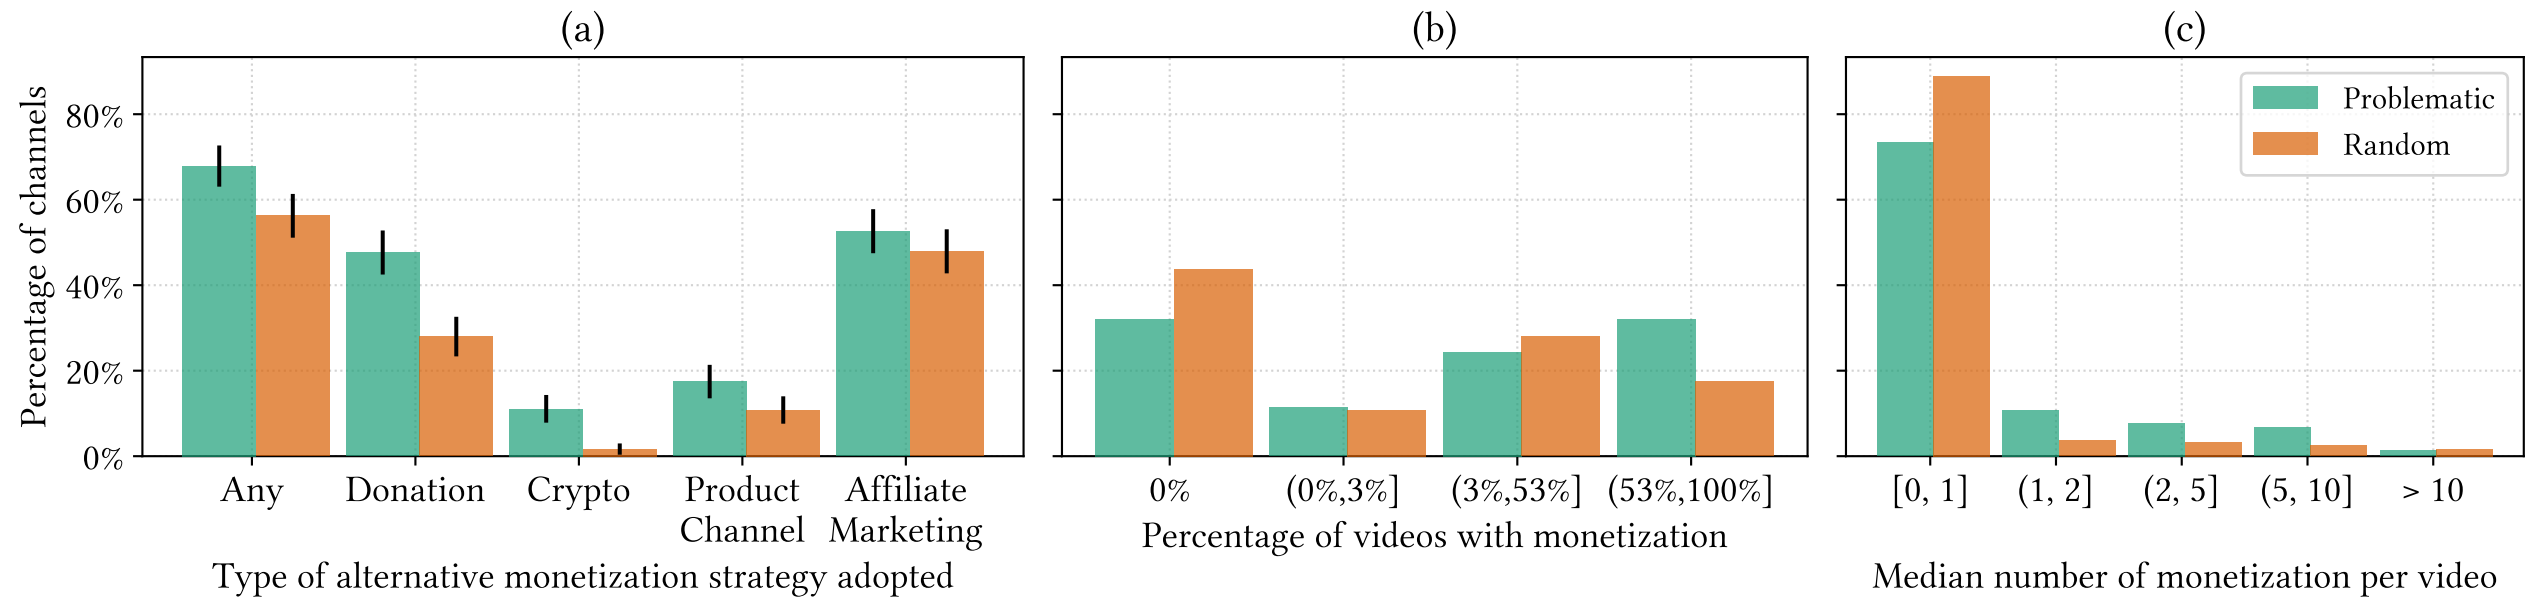 (a)
(b)
(c)
Percentage of channels
80%
60%
40%
20%
0%
Any
Donation
Crypto
Product
Channel
Affiliate
Marketing
Type of alternative monetization strategy adopted
0%
(0%,3%]
(3%,53%]
(53%,100%]
Percentage of videos with monetization
Problematic
Random
[0, 1]
(1, 2]
(2, 5]
(5, 10]
> 10
Median number of monetization per video